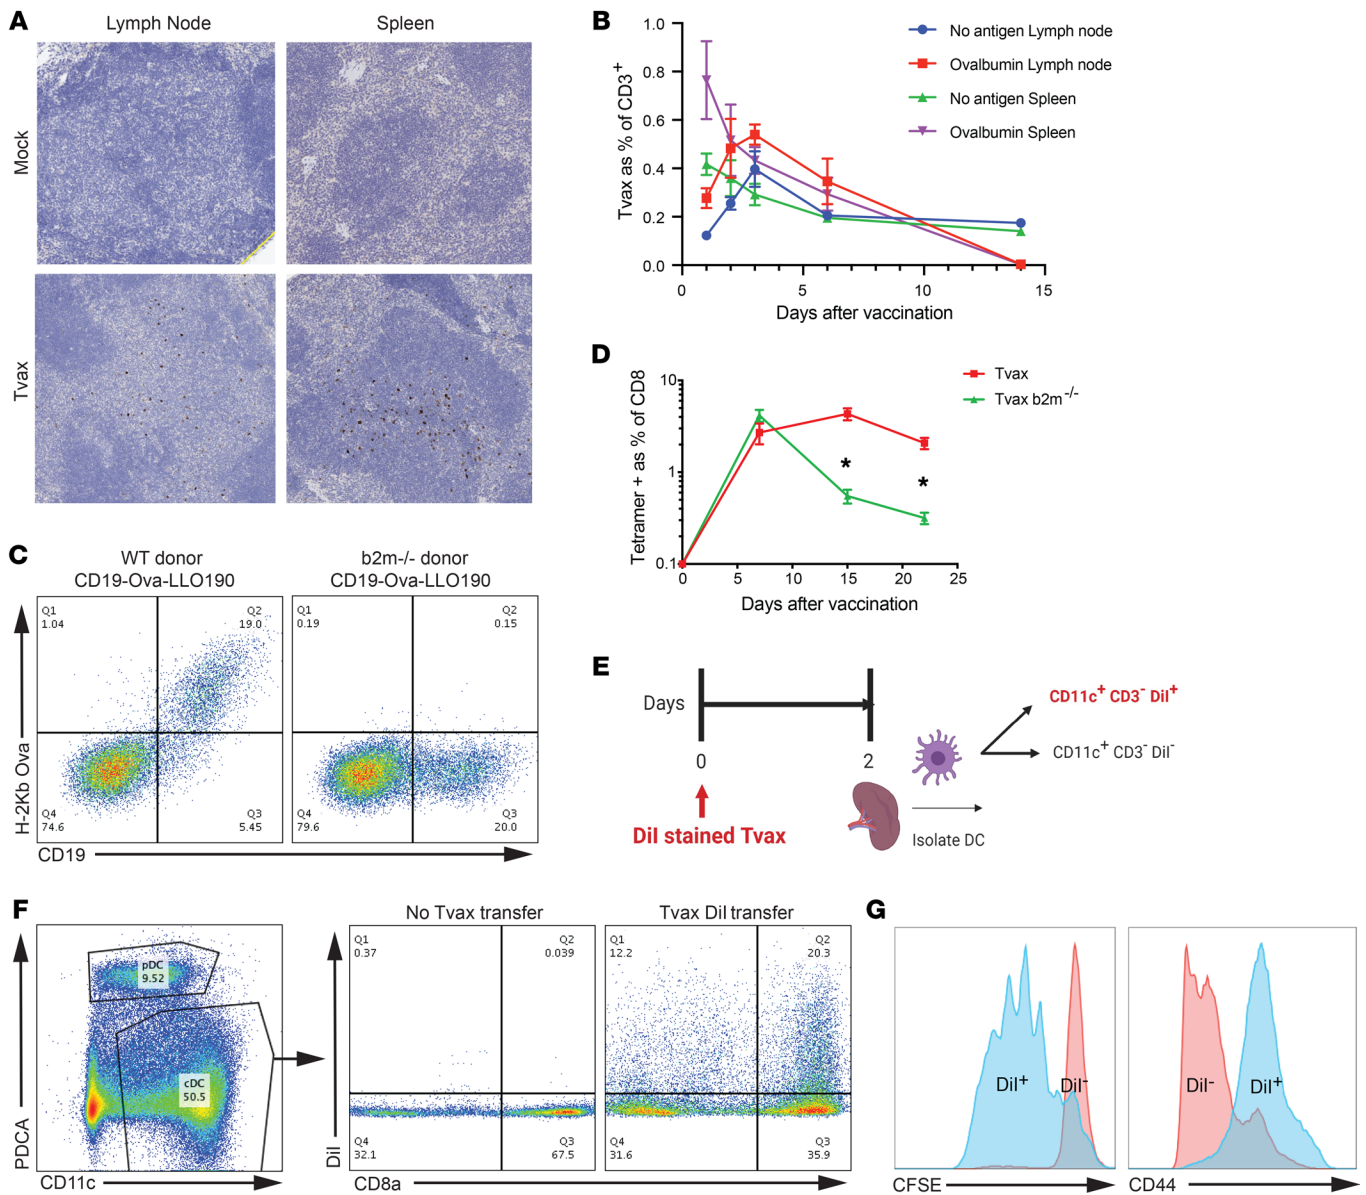 A
Lymph Node
Spleen
Mock
Tvax
B
Tvax as % of CD3+
1.0
0.8
0.6
0.4
0.2
0.0
0
5
10
15
Days after vaccination
No antigen Lymph node
Ovalbumin Lymph node
No antigen Spleen
Ovalbumin Spleen
D
Tetramer + as % of CD8
10
1
0.1
0
5
10
15
20
25
Days after vaccination
Tvax
Tvax b2m-/-
*
*
C
WT donor
CD19-Ova-LLO190
b2m-/- donor
CD19-Ova-LLO190
Q1
1.04
Q2
19.0
Q4
74.6
Q3
5.45
Q1
0.19
Q2
0.15
Q4
79.6
Q3
20.0
H-2Kb Ova
CD19
E
Days
0
2
DiI stained Tvax
Isolate DC
CD11c+ CD3- DiI+
CD11c+ CD3- DiI-
F
pDC
9.52
cDC
50.5
PDCA
CD11c
No Tvax transfer
Tvax DiI transfer
Q1
0.37
Q2
0.039
Q4
32.1
Q3
67.5
Q1
12.2
Q2
20.3
Q4
31.6
Q3
35.9
DiI
CD8a
G
DiI+
DiI-
CFSE
DiI-
DiI+
CD44